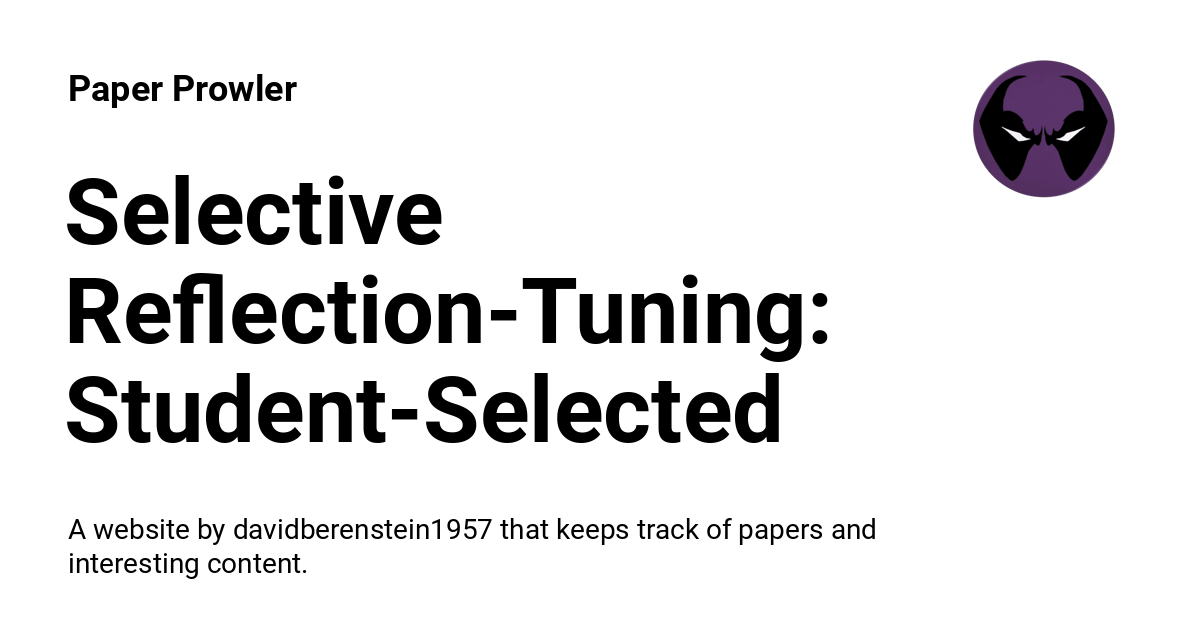 Paper Prowler
Selective
Reflection-Tuning:
Student-Selected
A website by davidberenstein1957 that keeps track of papers and
interesting content.